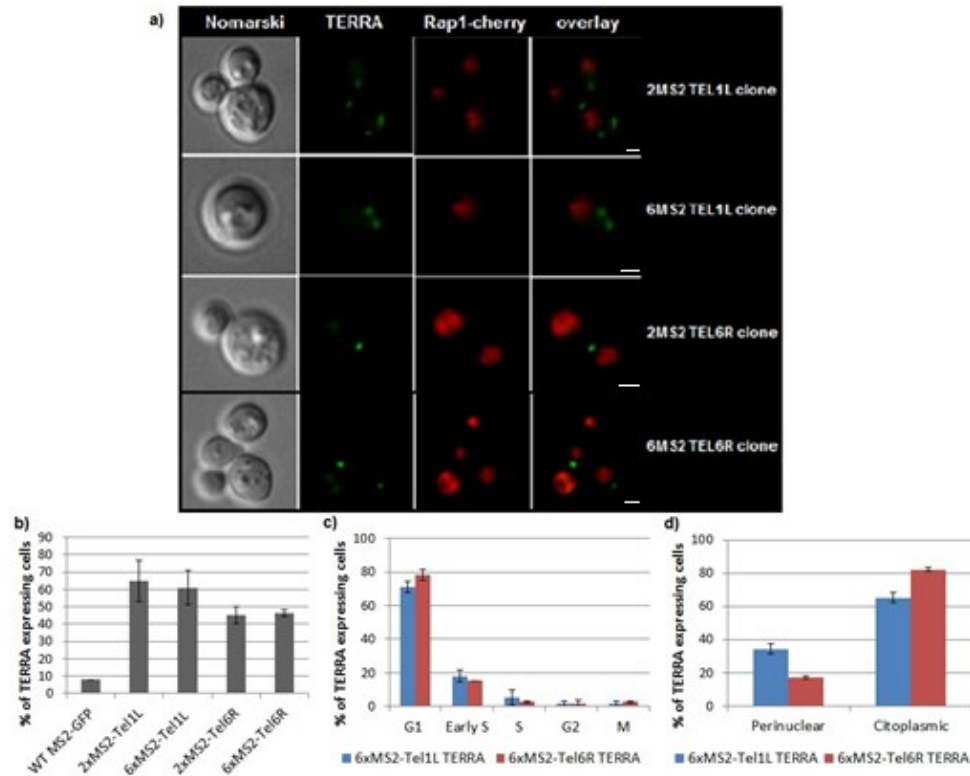 a) Nomarski TERRA Rap1-cherry overlay
2MS2 TEL1L clone
6MS2 TEL1L clone
2MS2 TEL6R clone
6MS2 TEL6R clone
b)
% of TERRA expressing cells
90
80
70
60
50
40
30
20
10
0
WT MS2-GFP
2xMS2-Tel1L
6xMS2-Tel1L
2xMS2-Tel6R
6xMS2-Tel6R
c)
% of TERRA expressing cells
100
80
60
40
20
0
G1 Early S S G2 M
6xMS2-Tel1L TERRA 6xMS2-Tel6R TERRA
d)
% of TERRA expressing cells
100
80
60
40
20
0
Perinuclear Citoplasmic
6xMS2-Tel1L TERRA 6xMS2-Tel6R TERRA